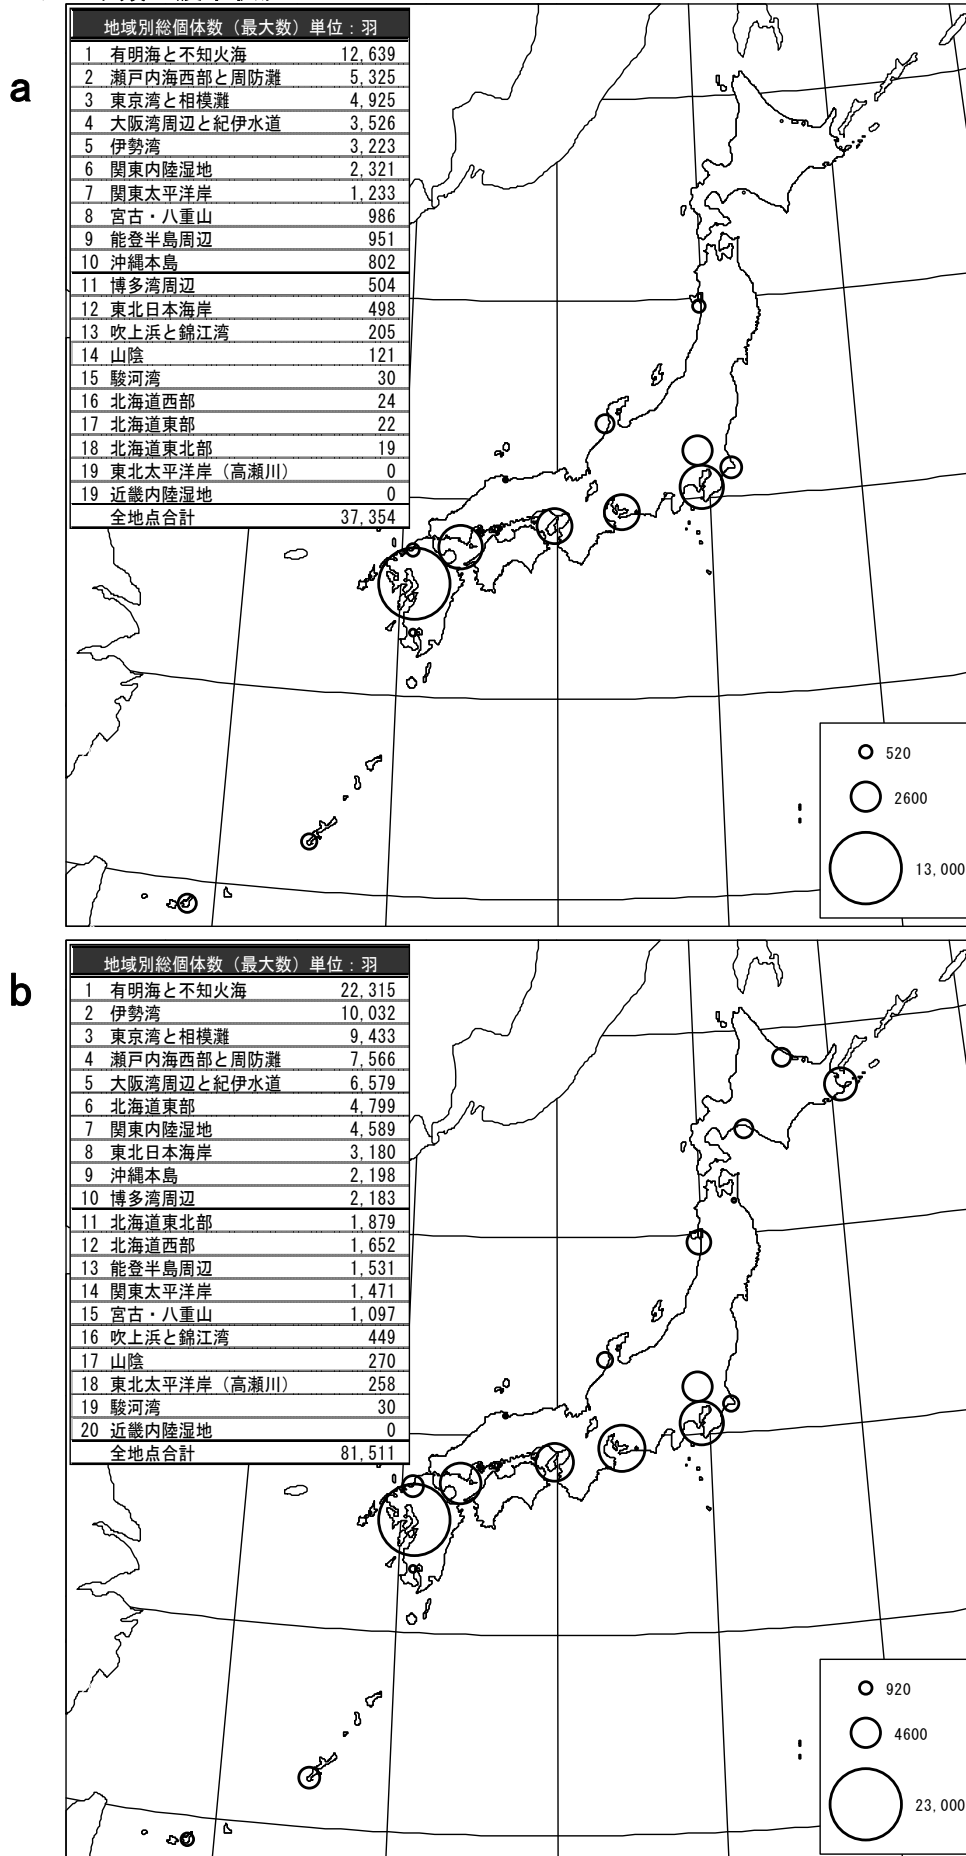 a
地域別総個体数（最大数）単位：羽
1 有明海と不知火海 12,639
2 瀬戸内海西部と周防灘 5,325
3 東京湾と相模灘 4,925
4 大阪湾周辺と紀伊水道 3,526
5 伊勢湾 3,223
6 関東内陸湿地 2,321
7 関東太平洋岸 1,233
8 宮古・八重山 986
9 能登半島周辺 951
10 沖縄本島 802
11 博多湾周辺 504
12 東北日本海岸 498
13 吹上浜と錦江湾 205
14 山陰 121
15 駿河湾 30
16 北海道西部 24
17 北海道東部 22
18 北海道東北部 19
19 東北太平洋岸（高瀬川） 0
19 近畿内陸湿地 0
全地点合計 37,354
520
2600
13,000
b
地域別総個体数（最大数）単位：羽
1 有明海と不知火海 22,315
2 伊勢湾 10,032
3 東京湾と相模灘 9,433
4 瀬戸内海西部と周防灘 7,566
5 大阪湾周辺と紀伊水道 6,579
6 北海道東部 4,799
7 関東内陸湿地 4,589
8 東北日本海岸 3,180
9 沖縄本島 2,198
10 博多湾周辺 2,183
11 北海道東北部 1,879
12 北海道西部 1,652
13 能登半島周辺 1,531
14 関東太平洋岸 1,471
15 宮古・八重山 1,097
16 吹上浜と錦江湾 449
17 山陰 270
18 東北太平洋岸（高瀬川） 258
19 駿河湾 30
20 近畿内陸湿地 0
全地点合計 81,511
920
4600
23,000